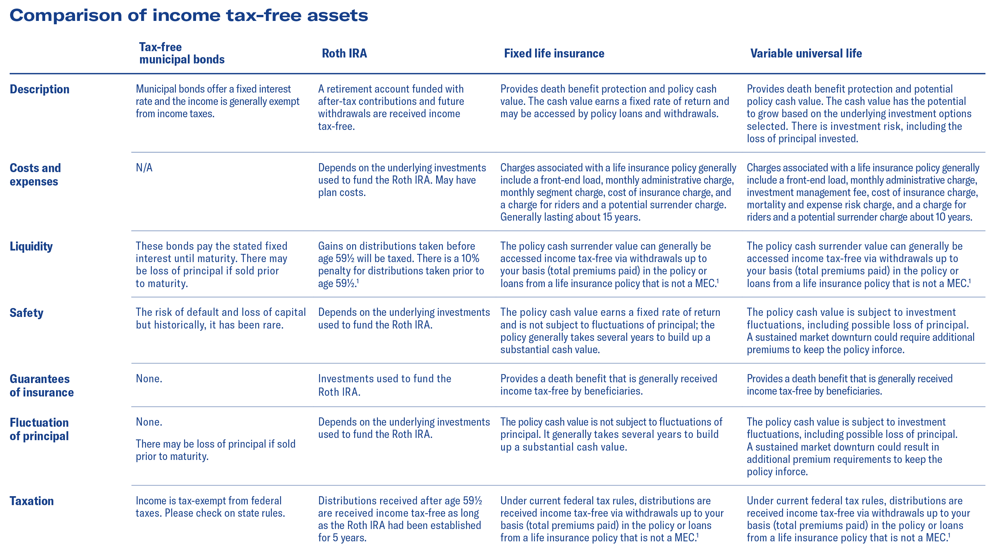 Comparison of income tax-free assets
Tax-free
municipal bonds
Roth IRA
Fixed life insurance
Variable universal life
Description
Municipal bonds offer a fixed interest
rate and the income is generally exempt
from income taxes.
A retirement account funded with
after-tax contributions and future
withdrawals are received income
tax-free.
Provides death benefit protection and policy cash
value. The cash value earns a fixed rate of return and
may be accessed by policy loans and withdrawals.
Provides death benefit protection and potential
policy cash value. The cash value has the potential
to grow based on the underlying investment options
selected. There is investment risk, including the
loss of principal invested.
Costs and
expenses
N/A
Depends on the underlying investments
used to fund the Roth IRA. May have
plan costs.
Charges associated with a life insurance policy generally
include a front-end load, monthly administrative charge,
monthly segment charge, cost of insurance charge, and
a charge for riders and a potential surrender charge.
Generally lasting about 15 years.
Charges associated with a life insurance policy generally
include a front-end load, monthly administrative charge,
investment management fee, cost of insurance charge,
mortality and expense risk charge, and a charge for
riders and a potential surrender charge about 10 years.
Liquidity
These bonds pay the stated fixed
interest until maturity. There may
be loss of principal if sold prior
to maturity.
Gains on distributions taken before
age 59½ will be taxed. There is a 10%
penalty for distributions taken prior to
age 59½.¹
The policy cash surrender value can generally be
accessed income tax-free via withdrawals up to
your basis (total premiums paid) in the policy or
loans from a life insurance policy that is not a MEC.¹
The policy cash surrender value can generally be
accessed income tax-free via withdrawals up to
your basis (total premiums paid) in the policy or
loans from a life insurance policy that is not a MEC.¹
Safety
The risk of default and loss of capital
but historically, it has been rare.
Depends on the underlying investments
used to fund the Roth IRA.
The policy cash value earns a fixed rate of return
and is not subject to fluctuations of principal; the
policy generally takes several years to build up a
substantial cash value.
The policy cash value is subject to investment
fluctuations, including possible loss of principal.
A sustained market downturn could require additional
premiums to keep the policy inforce.
Guarantees
of insurance
None.
Investments used to fund the
Roth IRA.
Provides a death benefit that is generally received
income tax-free by beneficiaries.
Provides a death benefit that is generally received
income tax-free by beneficiaries.
Fluctuation
of principal
None.
There may be loss of principal if sold
prior to maturity.
Depends on the underlying investments
used to fund the Roth IRA.
The policy cash value is not subject to fluctuations of
principal. It generally takes several years to build
up a substantial cash value.
The policy cash value is subject to investment
fluctuations, including possible loss of principal.
A sustained market downturn could result in
additional premium requirements to keep the
policy inforce.
Taxation
Income is tax-exempt from federal
taxes. Please check on state rules.
Distributions received after age 59½
are received income tax-free as long
as the Roth IRA had been established
for 5 years.
Under current federal tax rules, distributions are
received income tax-free via withdrawals up to your
basis (total premiums paid) in the policy or loans
from a life insurance policy that is not a MEC.¹
Under current federal tax rules, distributions are
received income tax-free via withdrawals up to your
basis (total premiums paid) in the policy or loans
from a life insurance policy that is not a MEC.¹